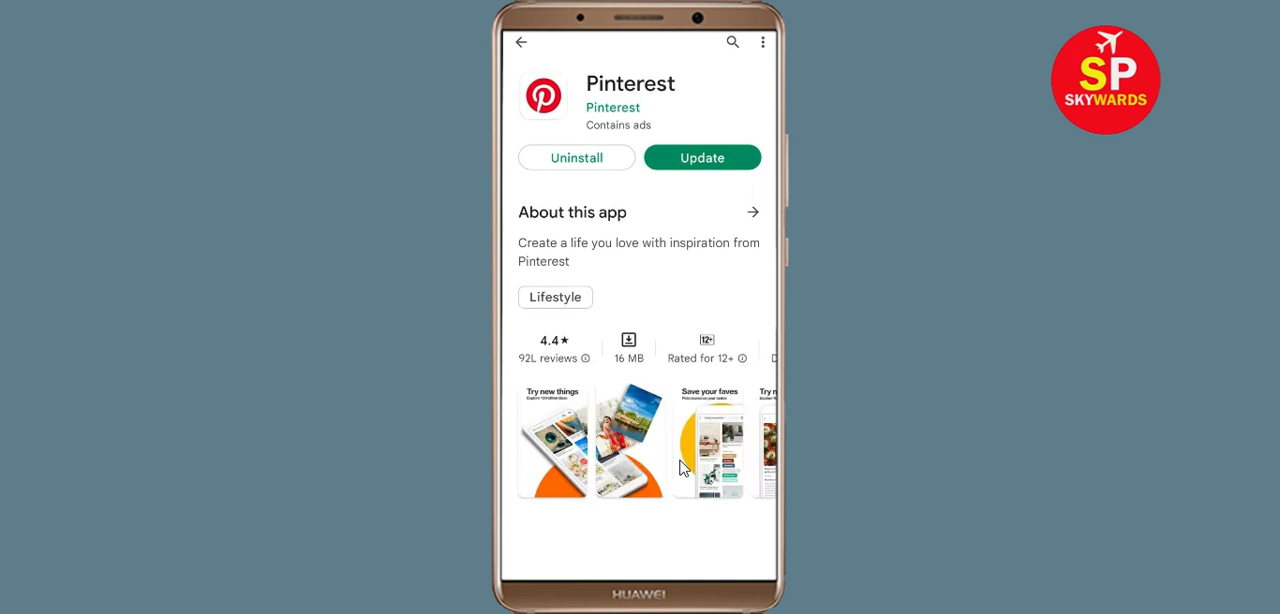 SP
SKYWARDS
Pinterest
Pinterest
Contains ads
Uninstall
Update
About this app
Create a life you love with inspiration from
Pinterest
Lifestyle
4.4★
12+
92L reviews
16 MB
Rated for 12+
Try new things
Save your faves
HUAWEI